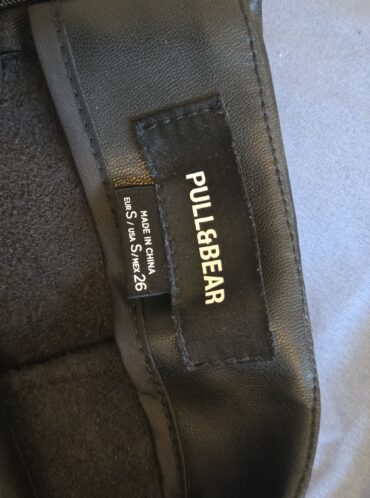 PULL&BEAR
MADE IN CHINA
EUR S / USA S / MEX 26